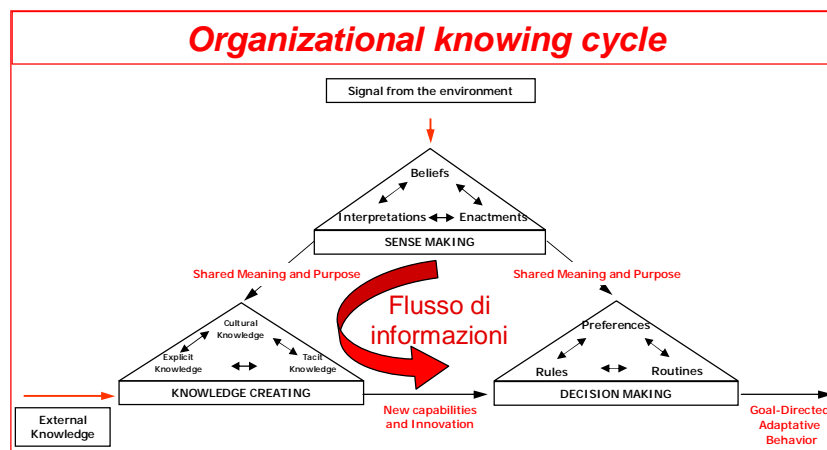 Organizational knowing cycle
Signal from the environment
Beliefs
Interpretations
Enactments
SENSE MAKING
Shared Meaning and Purpose
Shared Meaning and Purpose
Flusso di
informazioni
Cultural
Knowledge
Explicit
Knowledge
Tacit
Knowledge
KNOWLEDGE CREATING
Preferences
Rules
Routines
DECISION MAKING
External
Knowledge
New capabilities
and Innovation
Goal-Directed
Adaptative
Behavior